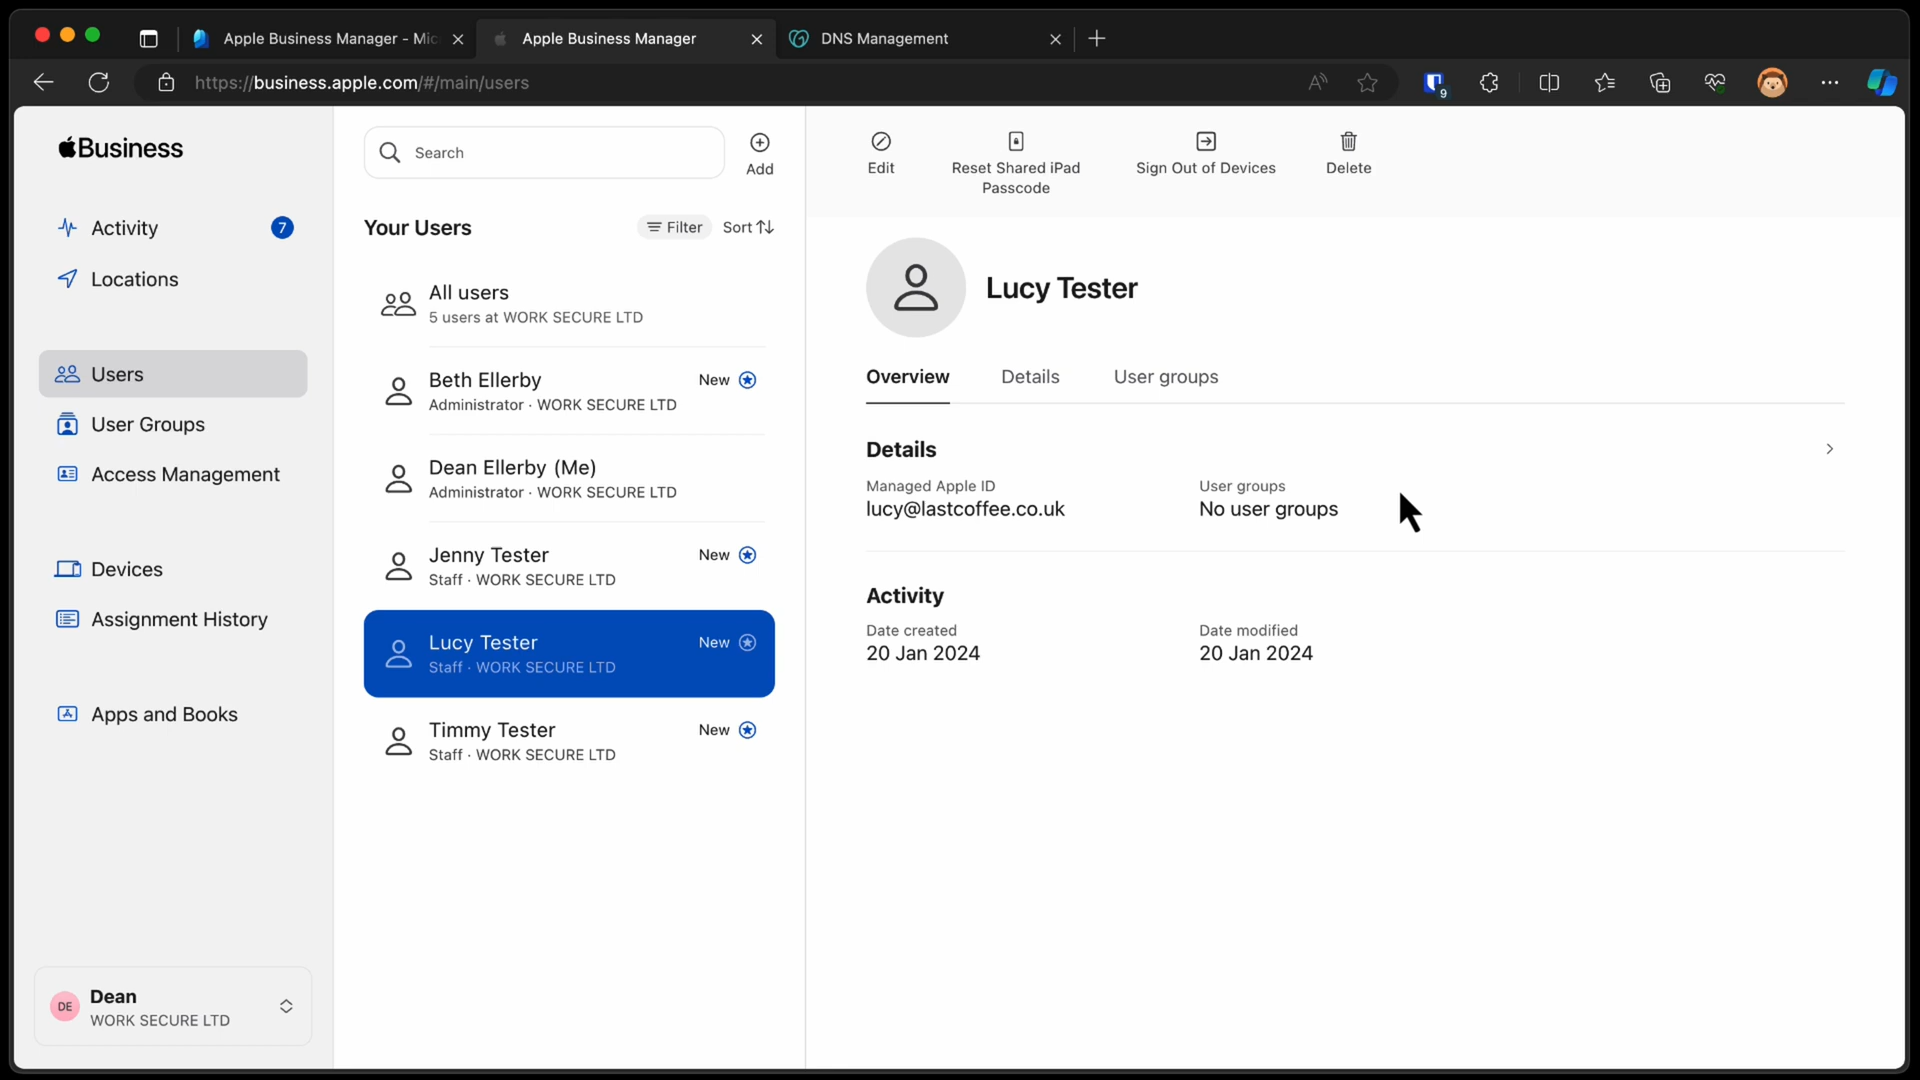 Apple Business Manager - Mic
Apple Business Manager
DNS Management
https://business.apple.com/#/main/users
9
Business
Activity
7
Locations
Users
User Groups
Access Management
Devices
Assignment History
Apps and Books
DE
Dean
WORK SECURE LTD
Search
Add
Your Users
Filter
Sort
All users
5 users at WORK SECURE LTD
Beth Ellerby
New
Administrator · WORK SECURE LTD
Dean Ellerby (Me)
Administrator · WORK SECURE LTD
Jenny Tester
New
Staff · WORK SECURE LTD
Lucy Tester
New
Staff · WORK SECURE LTD
Timmy Tester
New
Staff · WORK SECURE LTD
Edit
Reset Shared iPad
Passcode
Sign Out of Devices
Delete
Lucy Tester
Overview
Details
User groups
Details
Managed Apple ID
User groups
lucy@lastcoffee.co.uk
No user groups
Activity
Date created
Date modified
20 Jan 2024
20 Jan 2024